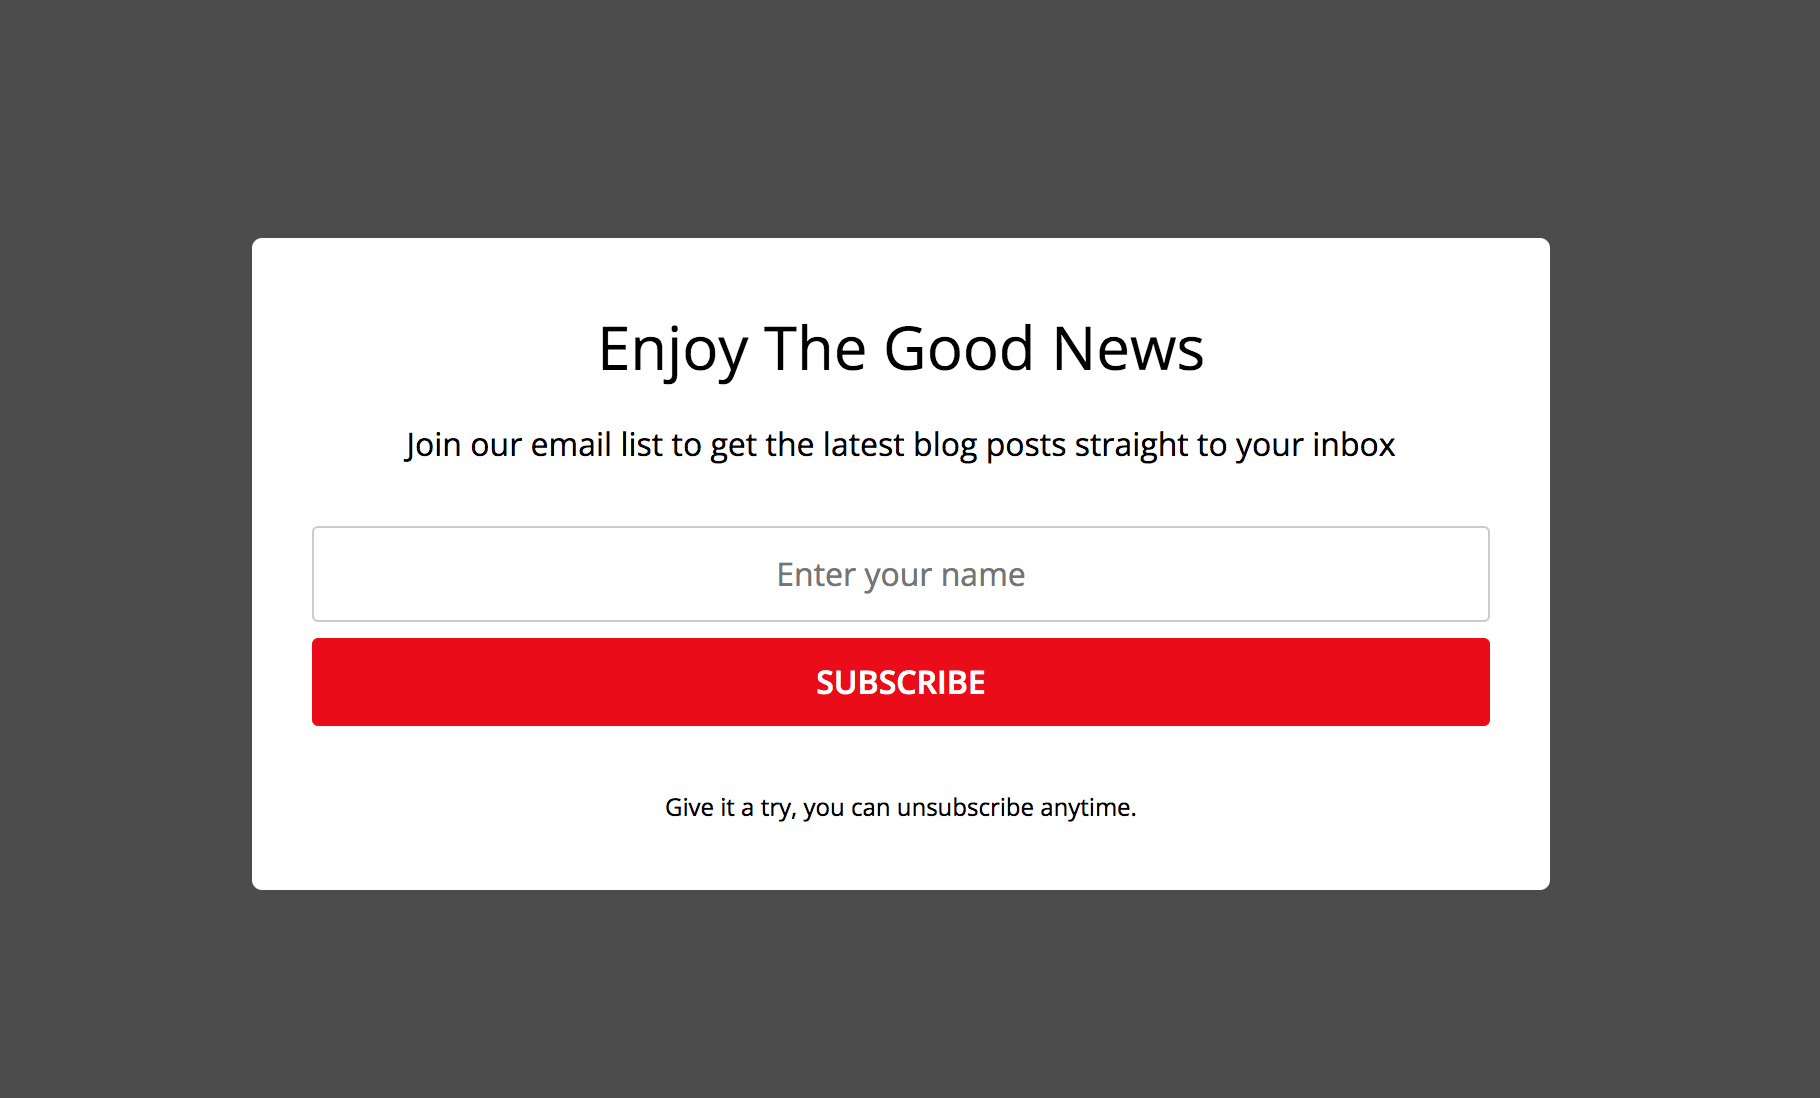 Enjoy The Good News
Join our email list to get the latest blog posts straight to your inbox
Enter your name
SUBSCRIBE
Give it a try, you can unsubscribe anytime.